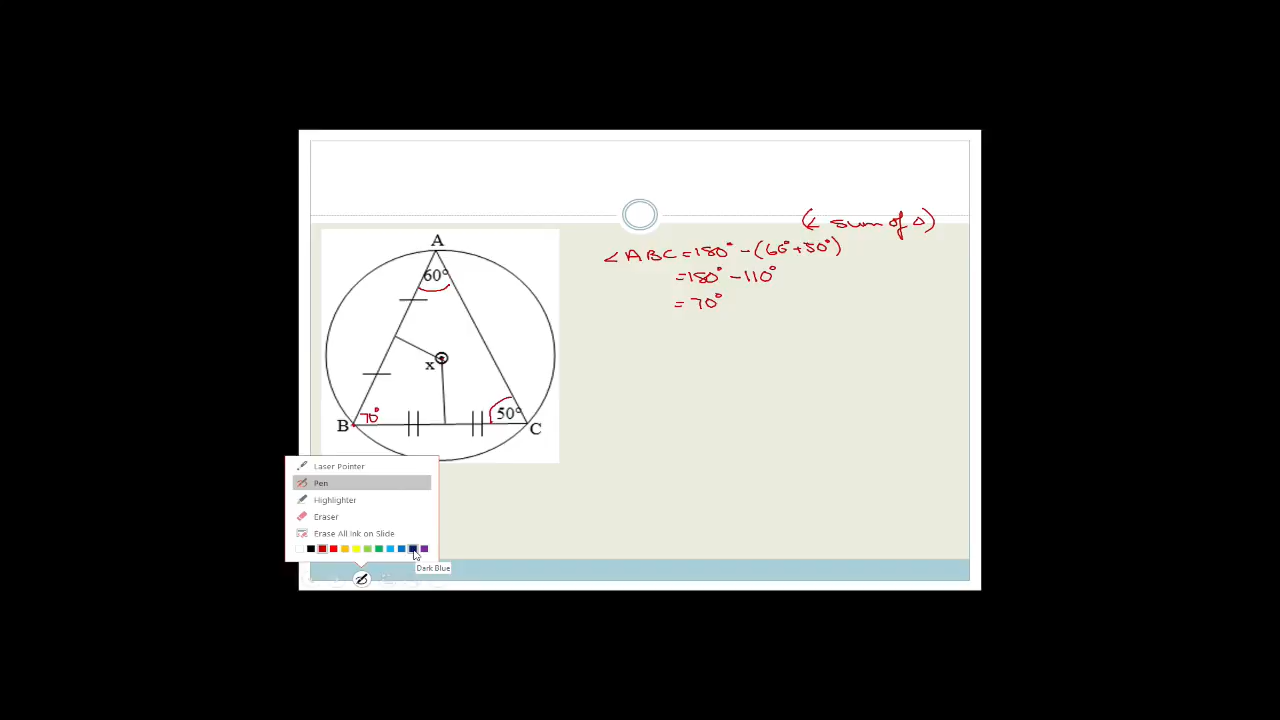 (∠ sum of △)
∠ABC = 180° - (60° + 50°)
= 180° - 110°
= 70°
A
60°
x
70°
50°
B
C
Laser Pointer
Pen
Highlighter
Eraser
Erase All Ink on Slide
Dark Blue